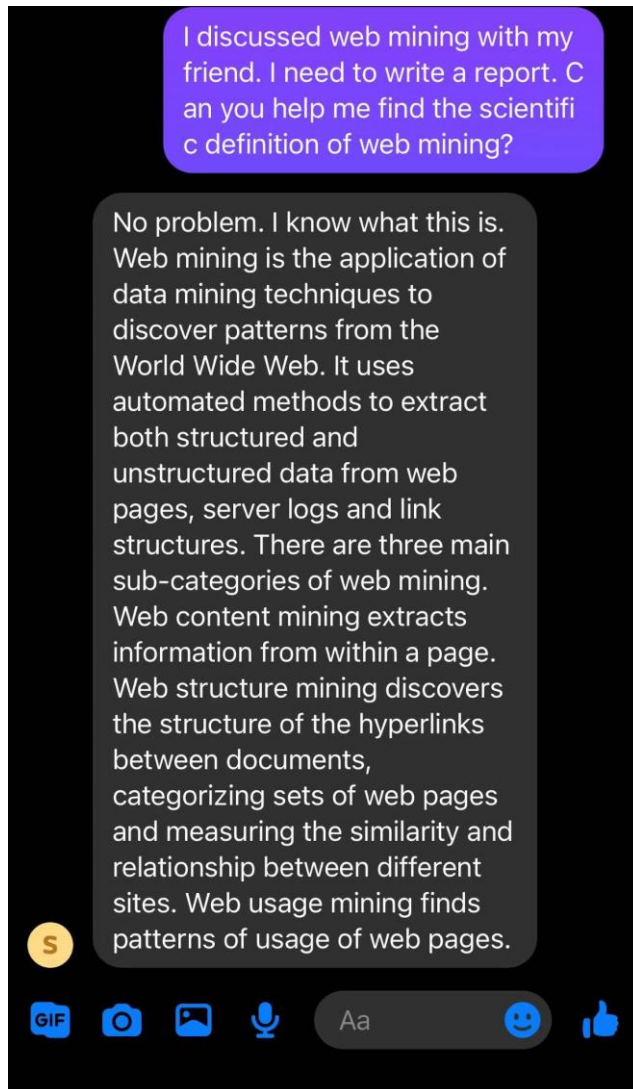 I discussed web mining with my
friend. I need to write a report. C
an you help me find the scientifi
c definition of web mining?
No problem. I know what this is.
Web mining is the application of
data mining techniques to
discover patterns from the
World Wide Web. It uses
automated methods to extract
both structured and
unstructured data from web
pages, server logs and link
structures. There are three main
sub-categories of web mining.
Web content mining extracts
information from within a page.
Web structure mining discovers
the structure of the hyperlinks
between documents,
categorizing sets of web pages
and measuring the similarity and
relationship between different
sites. Web usage mining finds
patterns of usage of web pages.
S
GIF
Aa